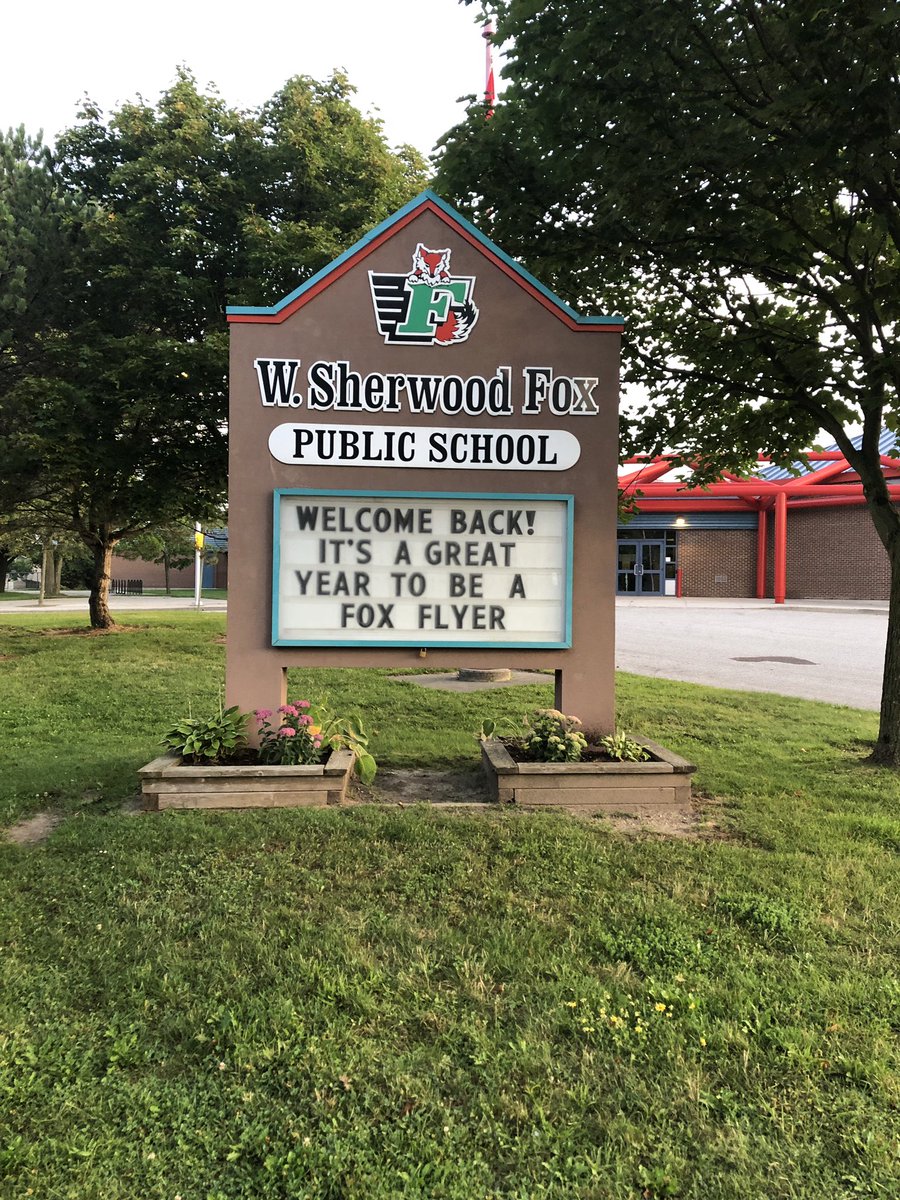 F
W. Sherwood Fox
PUBLIC SCHOOL
WELCOME BACK!
IT'S A GREAT
YEAR TO BE A
FOX FLYER